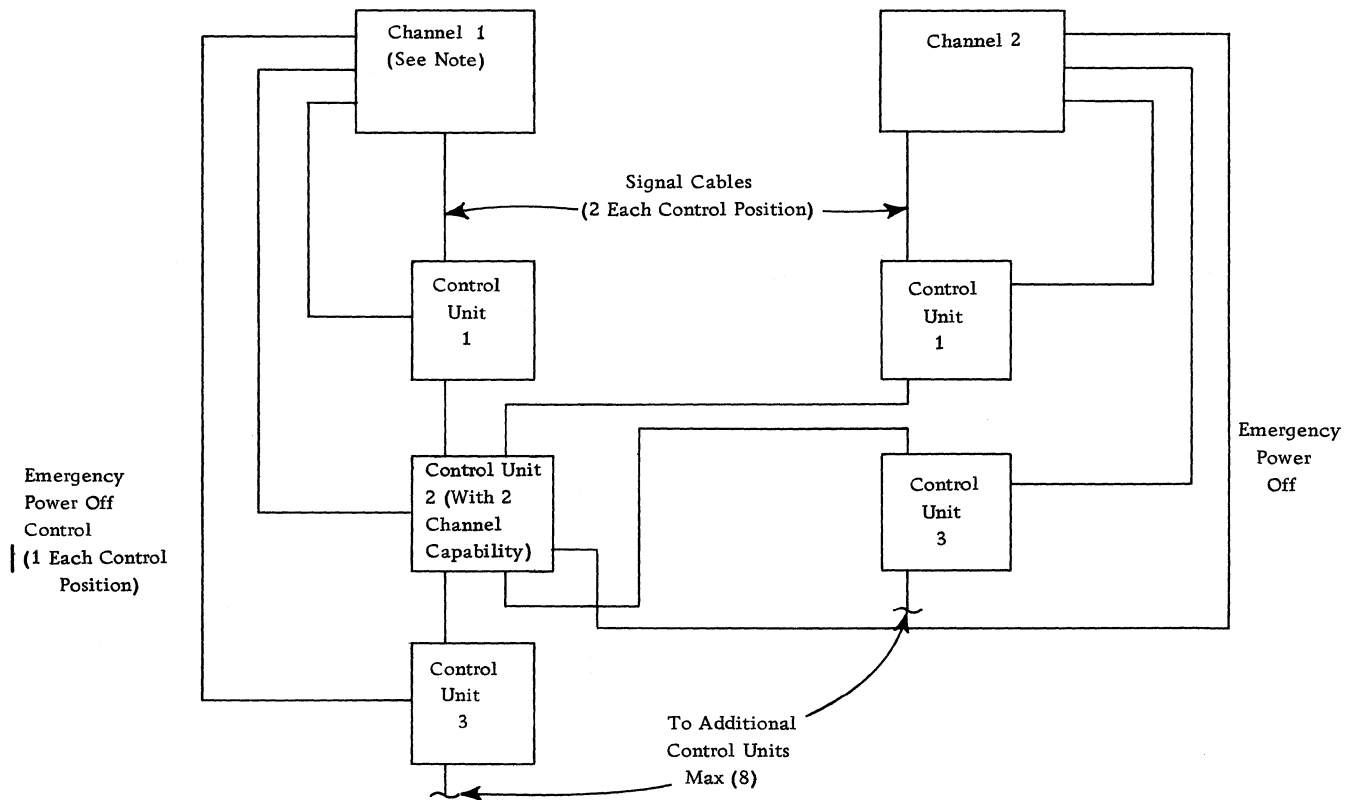 Channel 1
(See Note)
Channel 2
Signal Cables
(2 Each Control Position)
Control
Unit
1
Control
Unit
1
Emergency
Power Off
Control
(1 Each Control
Position)
Control Unit
2 (With 2
Channel
Capability)
Control
Unit
3
Emergency
Power
Off
Control
Unit
3
To Additional
Control Units
Max (8)